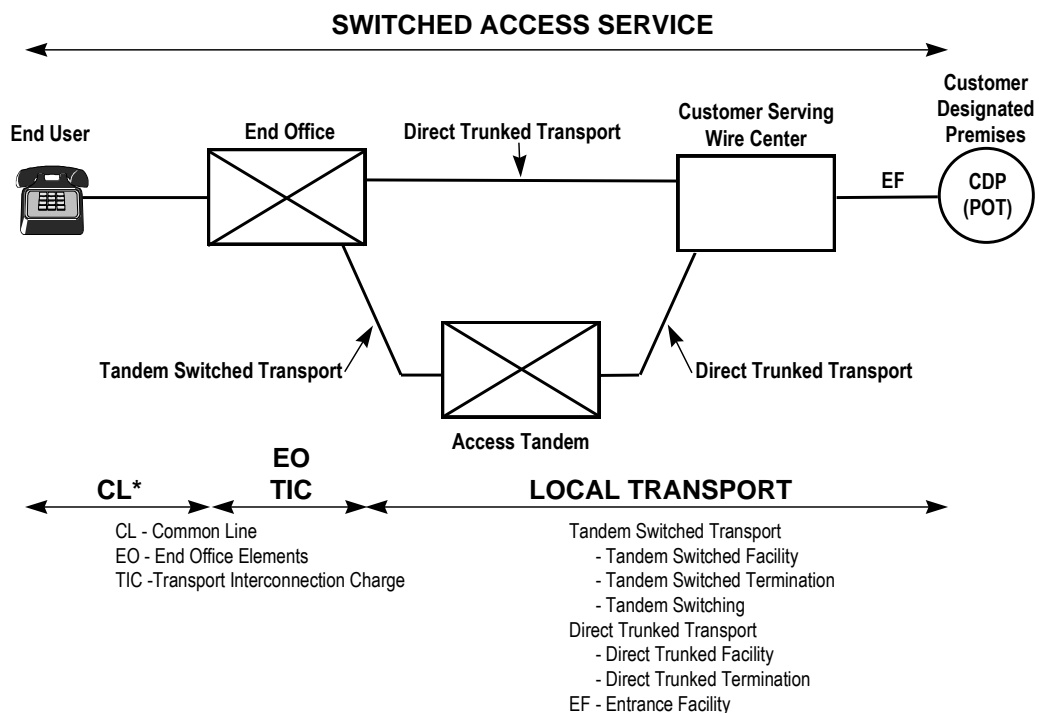 SWITCHED ACCESS SERVICE
End User
End Office
Direct Trunked Transport
Customer Serving
Wire Center
Customer
Designated
Premises
EF
CDP
(POT)
Tandem Switched Transport
Access Tandem
Direct Trunked Transport
CL*
EO
TIC
LOCAL TRANSPORT
CL - Common Line
EO - End Office Elements
TIC -Transport Interconnection Charge
Tandem Switched Transport
- Tandem Switched Facility
- Tandem Switched Termination
- Tandem Switching
Direct Trunked Transport
- Direct Trunked Facility
- Direct Trunked Termination
EF - Entrance Facility